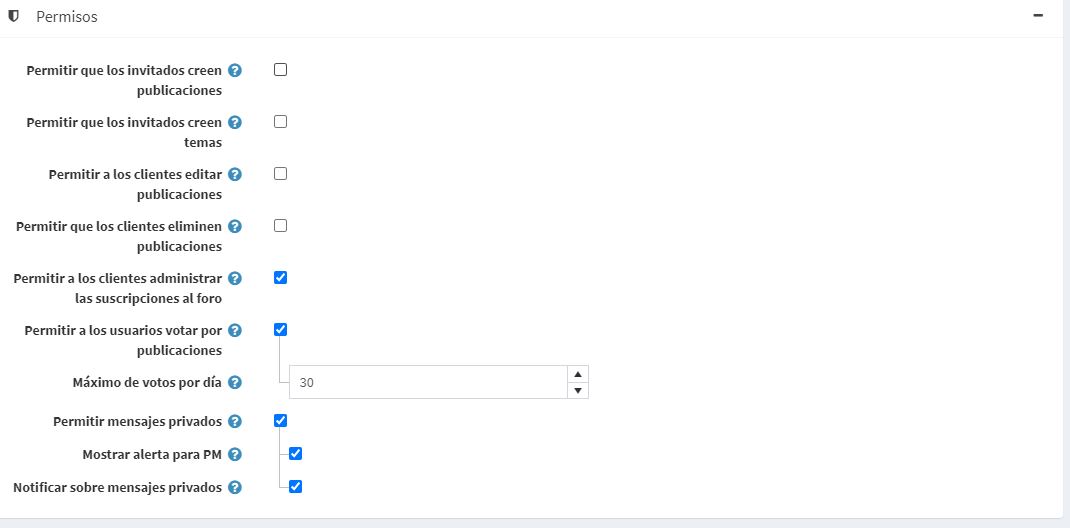 Permisos
Permitir que los invitados creen
publicaciones
Permitir que los invitados creen
temas
Permitir a los clientes editar
publicaciones
Permitir que los clientes eliminen
publicaciones
Permitir a los clientes administrar
las suscripciones al foro
Permitir a los usuarios votar por
publicaciones
Máximo de votos por día 30
Permitir mensajes privados
Mostrar alerta para PM
Notificar sobre mensajes privados